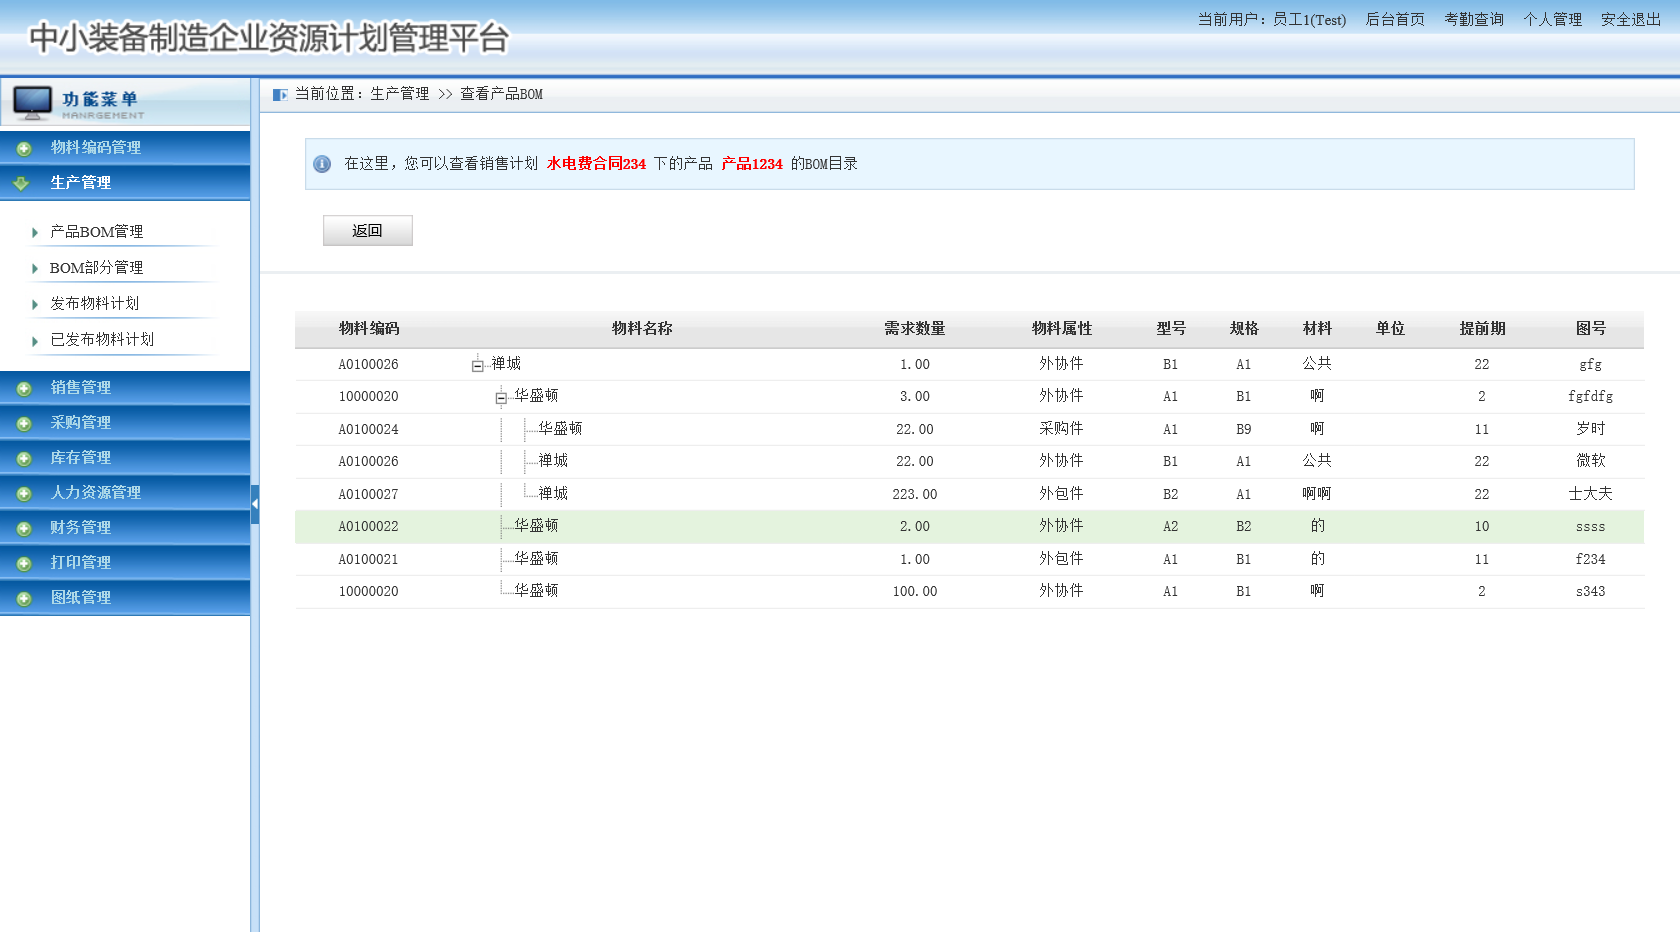 中小装备制造企业资源计划管理平台
当前用户：员工1(Test) 后台首页 考勤查询 个人管理 安全退出
功能菜单
MANRGEMENT
物料编码管理
生产管理
产品BOM管理
BOM部分管理
发布物料计划
已发布物料计划
销售管理
采购管理
库存管理
人力资源管理
财务管理
打印管理
图纸管理
当前位置：生产管理 >> 查看产品BOM
在这里，您可以查看销售计划 水电费合同234 下的产品 产品1234 的BOM目录
返回
物料编码 物料名称 需求数量 物料属性 型号 规格 材料 单位 提前期 图号
A0100026 禅城 1.00 外协件 B1 A1 公共 22 gfg
10000020 华盛顿 3.00 外协件 A1 B1 啊 2 fgfdfg
A0100024 华盛顿 22.00 采购件 A1 B9 啊 11 岁时
A0100026 禅城 22.00 外协件 B1 A1 公共 22 微软
A0100027 禅城 223.00 外包件 B2 A1 啊啊 22 士大夫
A0100022 华盛顿 2.00 外协件 A2 B2 的 10 ssss
A0100021 华盛顿 1.00 外包件 A1 B1 的 11 f234
10000020 华盛顿 100.00 外协件 A1 B1 啊 2 s343